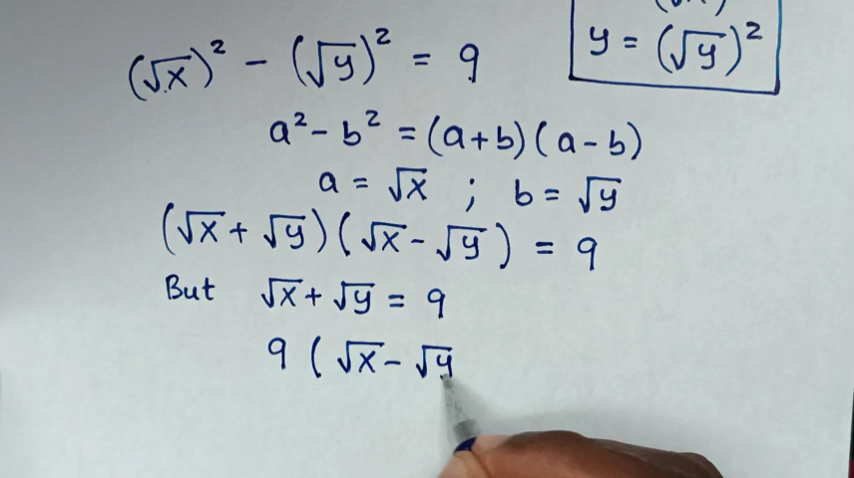 y = (√y)²
(√x)² - (√y)² = 9
a² - b² = (a+b)(a-b)
a = √x ; b = √y
(√x + √y)(√x - √y) = 9
But √x + √y = 9
9 (√x - √y